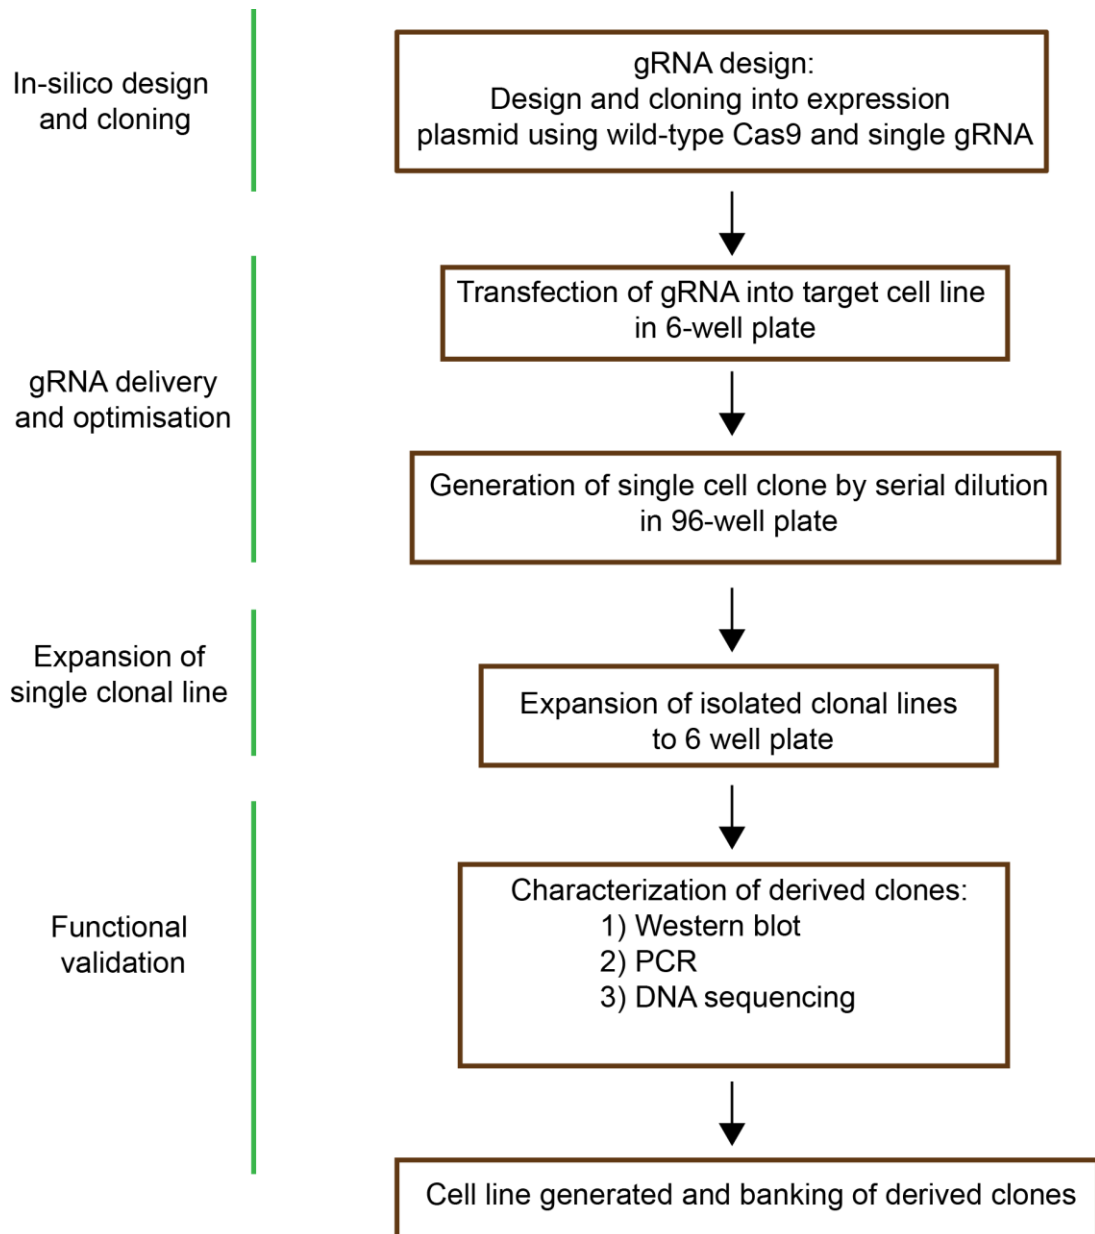 In-silico design
and cloning
gRNA design:
Design and cloning into expression
plasmid using wild-type Cas9 and single gRNA
gRNA delivery
and optimisation
Transfection of gRNA into target cell line
in 6-well plate
Generation of single cell clone by serial dilution
in 96-well plate
Expansion of
single clonal line
Expansion of isolated clonal lines
to 6 well plate
Functional
validation
Characterization of derived clones:
1) Western blot
2) PCR
3) DNA sequencing
Cell line generated and banking of derived clones